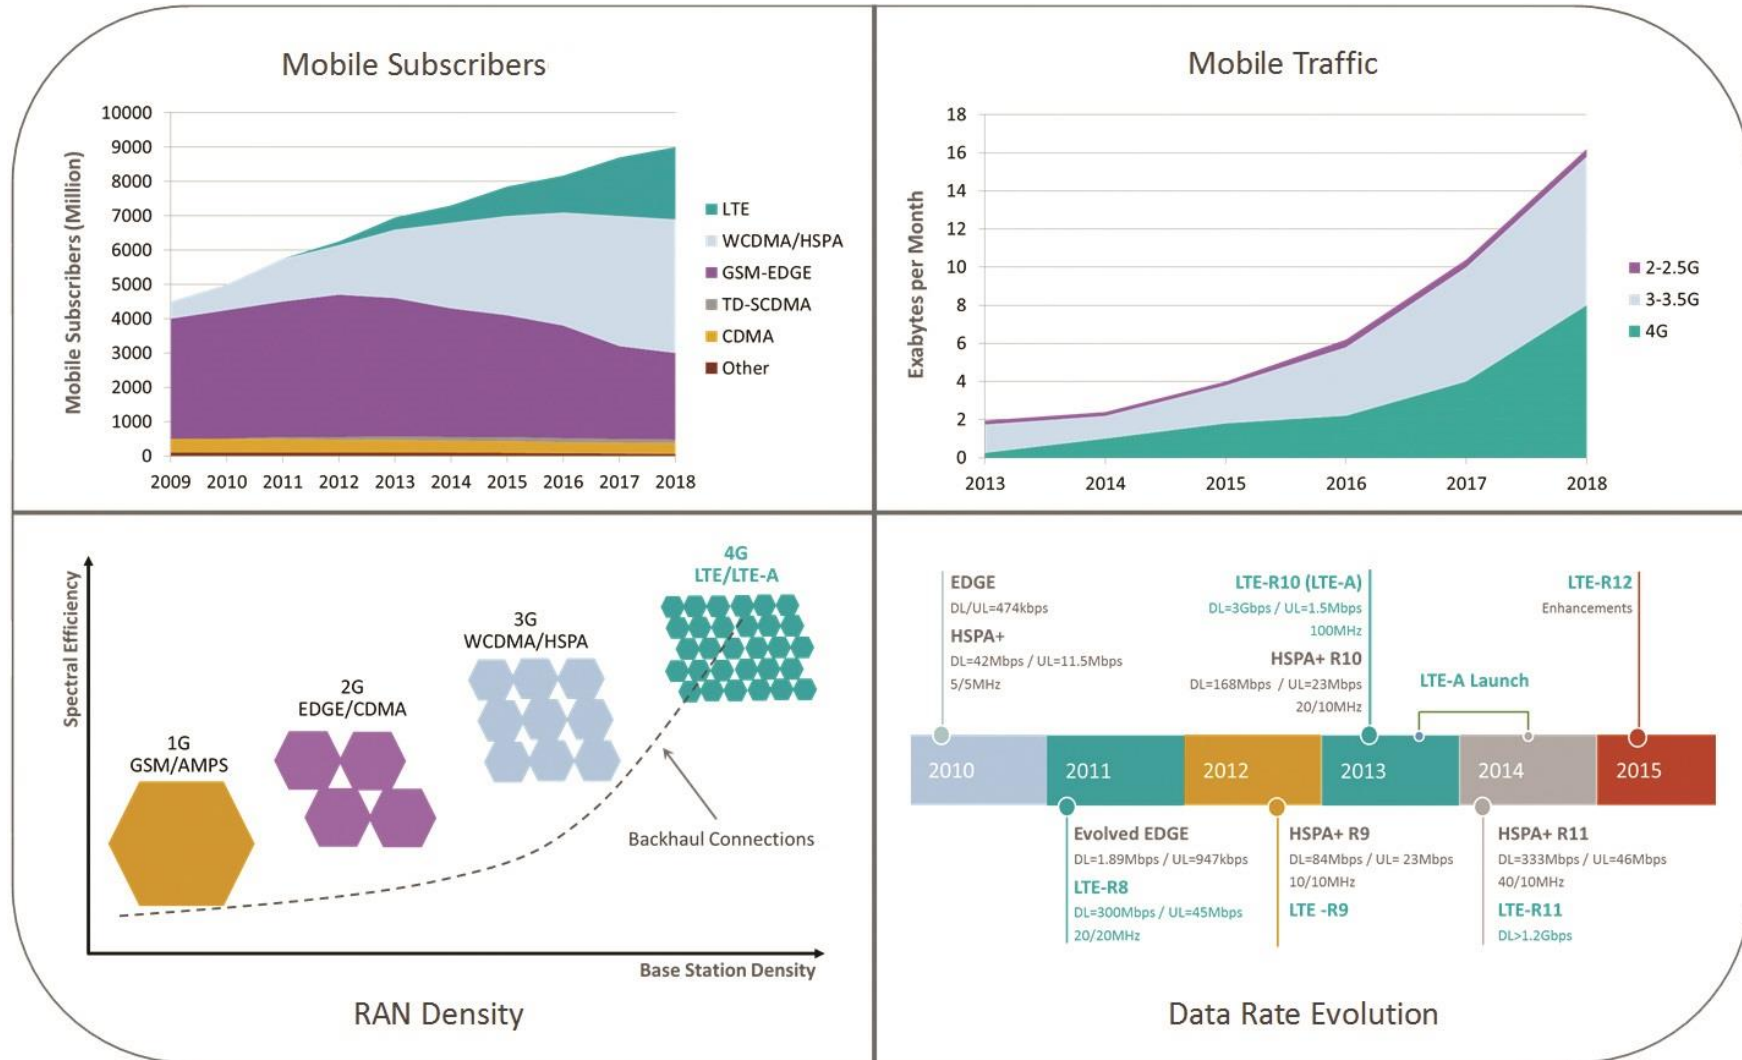 Mobile Subscribers
Mobile Subscribers (Million)
10000
9000
8000
7000
6000
5000
4000
3000
2000
1000
0
2009 2010 2011 2012 2013 2014 2015 2016 2017 2018
LTE
WCDMA/HSPA
GSM-EDGE
TD-SCDMA
CDMA
Other
Mobile Traffic
Exabytes per Month
18
16
14
12
10
8
6
4
2
0
2013 2014 2015 2016 2017 2018
2-2.5G
3-3.5G
4G
Spectral Efficiency
1G
GSM/AMPS
2G
EDGE/CDMA
3G
WCDMA/HSPA
4G
LTE/LTE-A
Backhaul Connections
Base Station Density
RAN Density
EDGE
DL/UL=474kbps
HSPA+
DL=42Mbps / UL=11.5Mbps
5/5MHz
LTE-R10 (LTE-A)
DL=3Gbps / UL=1.5Mbps
100MHz
HSPA+ R10
DL=168Mbps / UL=23Mbps
20/10MHz
LTE-A Launch
LTE-R12
Enhancements
2010 2011 2012 2013 2014 2015
Evolved EDGE
DL=1.89Mbps / UL=947kbps
LTE-R8
DL=300Mbps / UL=45Mbps
20/20MHz
HSPA+ R9
DL=84Mbps / UL= 23Mbps
10/10MHz
LTE -R9
HSPA+ R11
DL=333Mbps / UL=46Mbps
40/10MHz
LTE-R11
DL>1.2Gbps
Data Rate Evolution